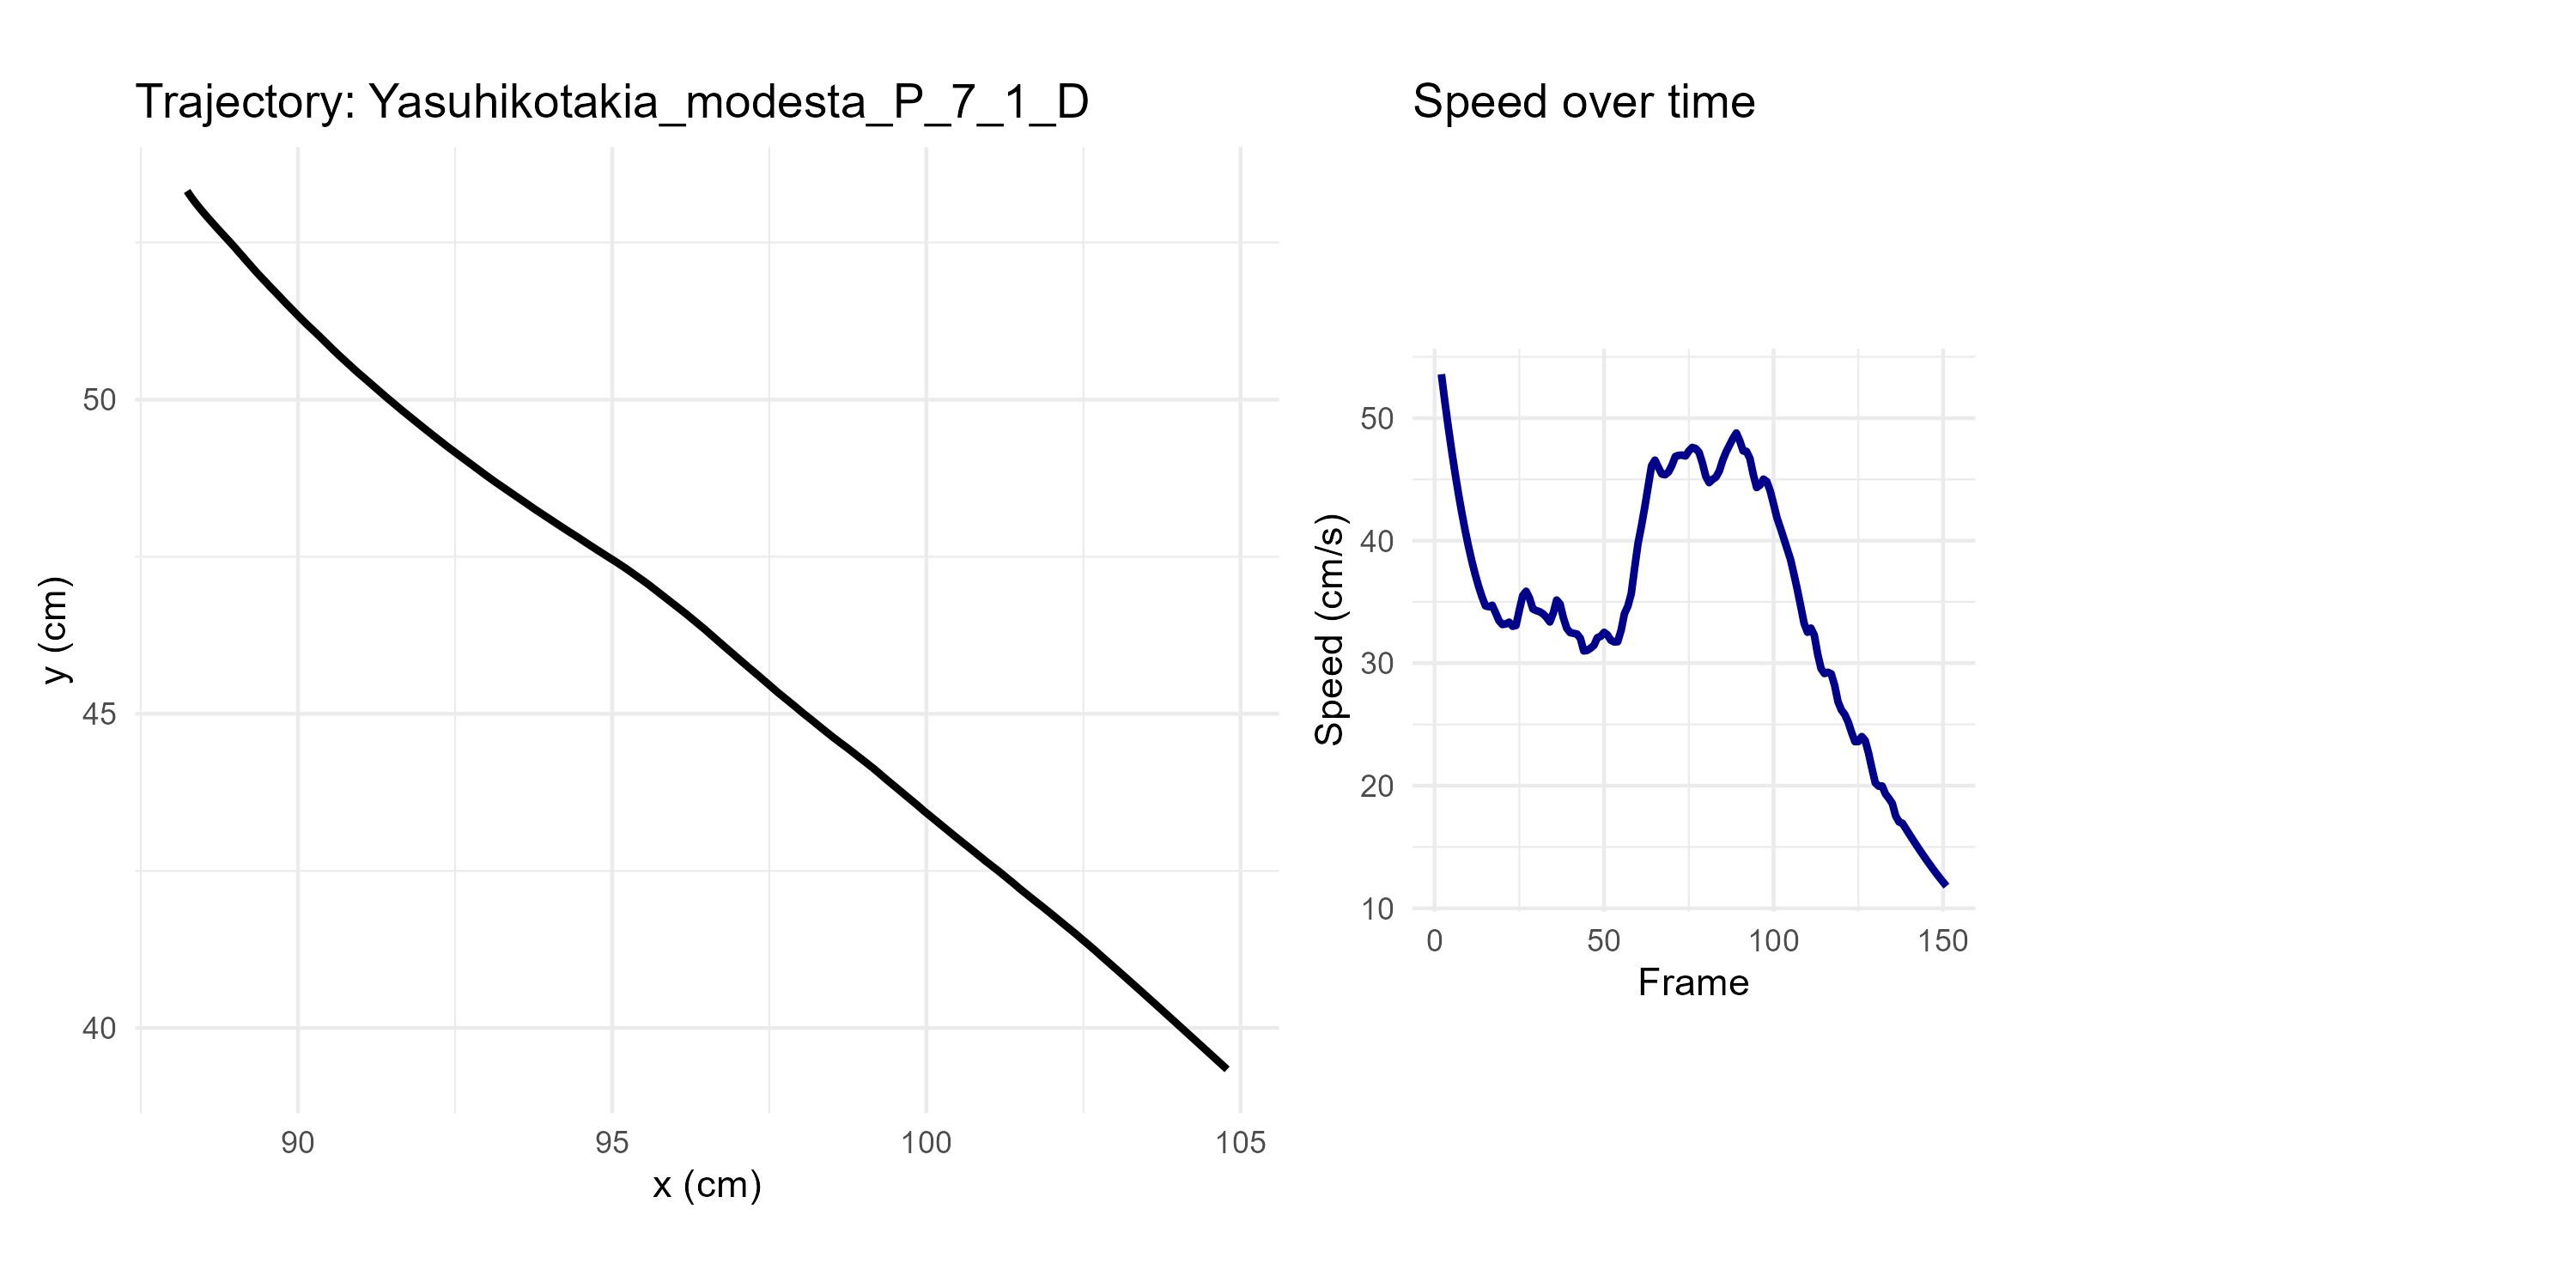 Trajectory: Yasuhikotakia_modesta_P_7_1_D
50
45
40
y (cm)
90
95
100
105
x (cm)
Speed over time
50
40
30
20
10
Speed (cm/s)
0
50
100
150
Frame